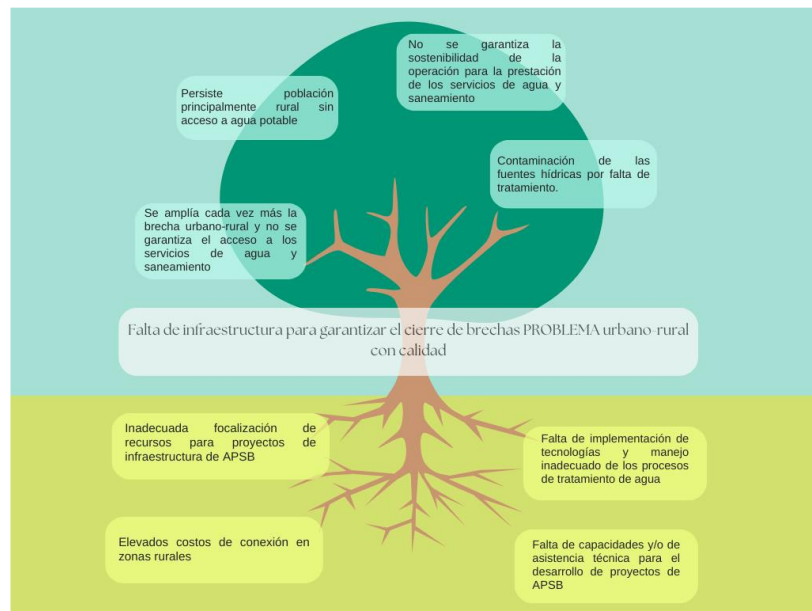 No se garantiza la
sostenibilidad de la
operación para la prestación
de los servicios de agua y
saneamiento
Persiste población
principalmente rural sin
acceso a agua potable
Contaminación de las
fuentes hídricas por falta de
tratamiento.
Se amplía cada vez más la
brecha urbano-rural y no se
garantiza el acceso a los
servicios de agua y
saneamiento
Falta de infraestructura para garantizar el cierre de brechas PROBLEMA urbano-rural
con calidad
Inadecuada focalización de
recursos para proyectos de
infraestructura de APSB
Falta de implementación de
tecnologías y manejo
inadecuado de los procesos
de tratamiento de agua
Elevados costos de conexión en
zonas rurales
Falta de capacidades y/o de
asistencia técnica para el
desarrollo de proyectos de
APSB